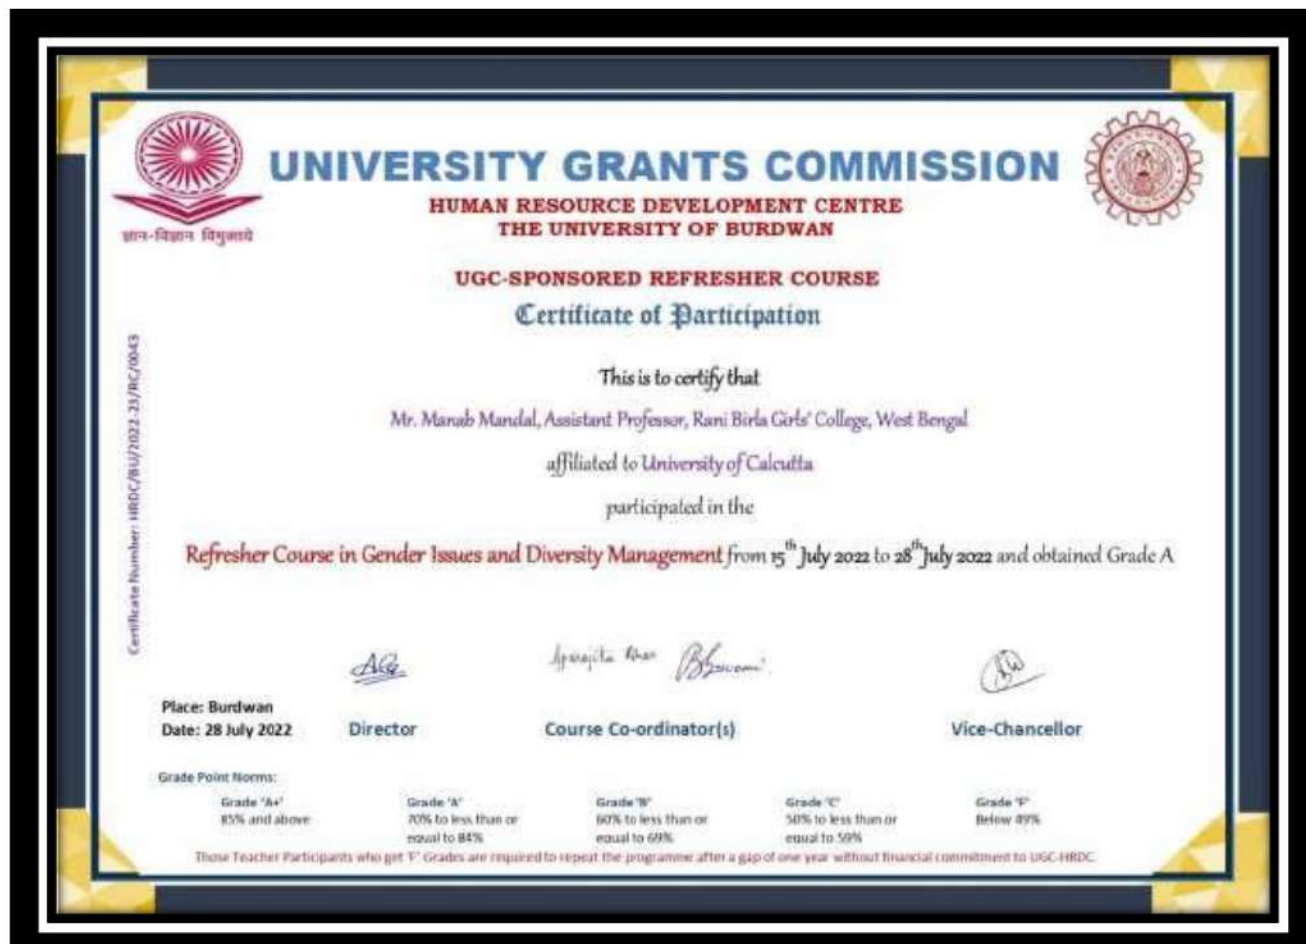 UNIVERSITY GRANTS COMMISSION
HUMAN RESOURCE DEVELOPMENT CENTRE
THE UNIVERSITY OF BURDWAN
ज्ञान-विज्ञान विमुक्तये
UGC-SPONSORED REFRESHER COURSE
Certificate of Participation
Certificate Number: HRDC/BU/2022-23/RC/0043
This is to certify that
Mr. Manab Mandal, Assistant Professor, Rani Birla Girls' College, West Bengal
affiliated to University of Calcutta
participated in the
Refresher Course in Gender Issues and Diversity Management from 15th July 2022 to 28th July 2022 and obtained Grade A
Place: Burdwan
Date: 28 July 2022
Director
Course Co-ordinator(s)
Vice-Chancellor
Grade Point Norms:
Grade 'A+'
85% and above
Grade 'A'
70% to less than or
equal to 84%
Grade 'B'
60% to less than or
equal to 69%
Grade 'C'
50% to less than or
equal to 59%
Grade 'F'
Below 49%
Those Teacher Participants who get 'F' Grades are required to repeat the programme after a gap of one year without financial commitment to UGC-HRDC